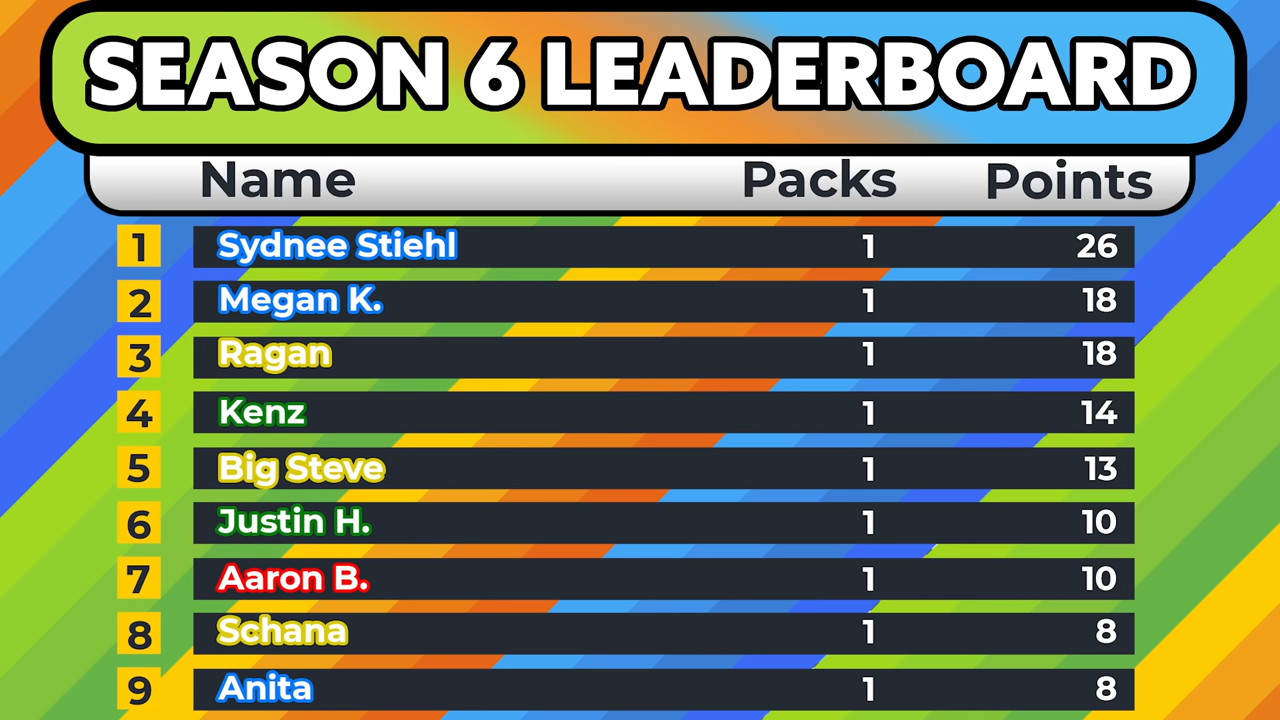 SEASON 6 LEADERBOARD
Name Packs Points
1 Sydnee Stiehl 1 26
2 Megan K. 1 18
3 Ragan 1 18
4 Kenz 1 14
5 Big Steve 1 13
6 Justin H. 1 10
7 Aaron B. 1 10
8 Schana 1 8
9 Anita 1 8